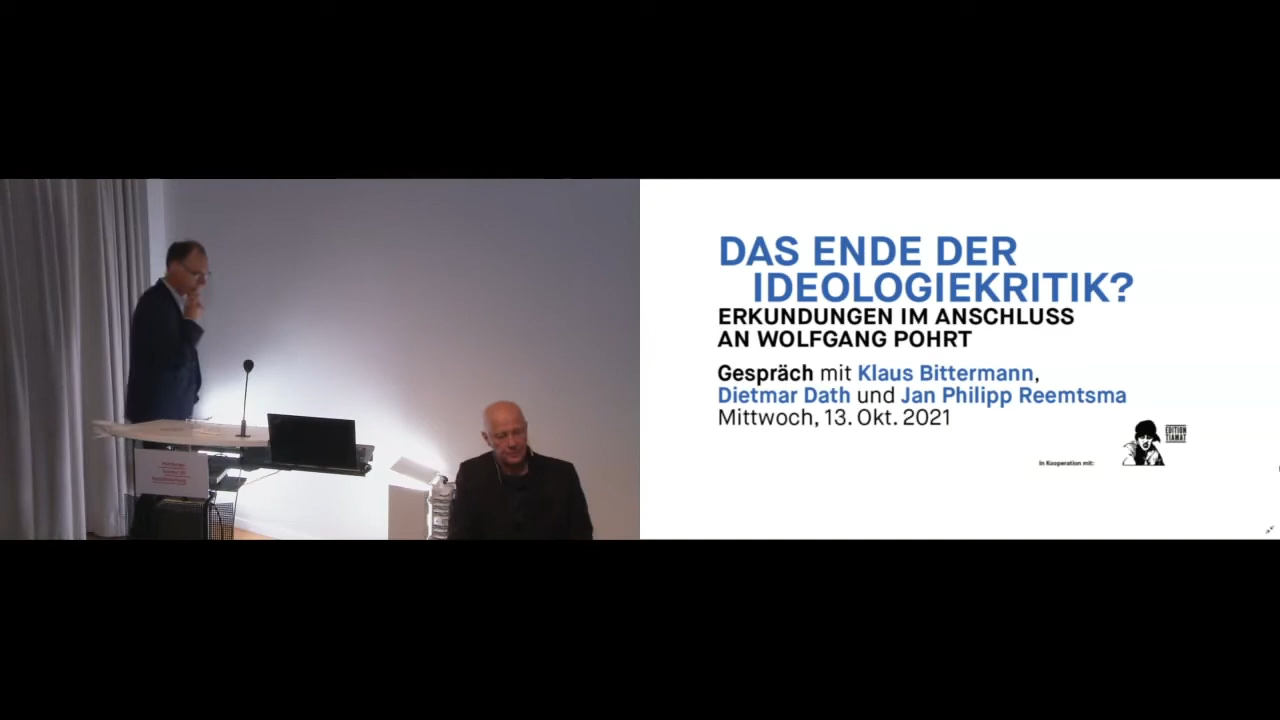 DAS ENDE DER
IDEOLOGIEKRITIK?
ERKUNDUNGEN IM ANSCHLUSS
AN WOLFGANG POHRT
Gespräch mit Klaus Bittermann,
Dietmar Dath und Jan Philipp Reemtsma
Mittwoch, 13. Okt. 2021
In Kooperation mit:
EDITION
TIAMAT